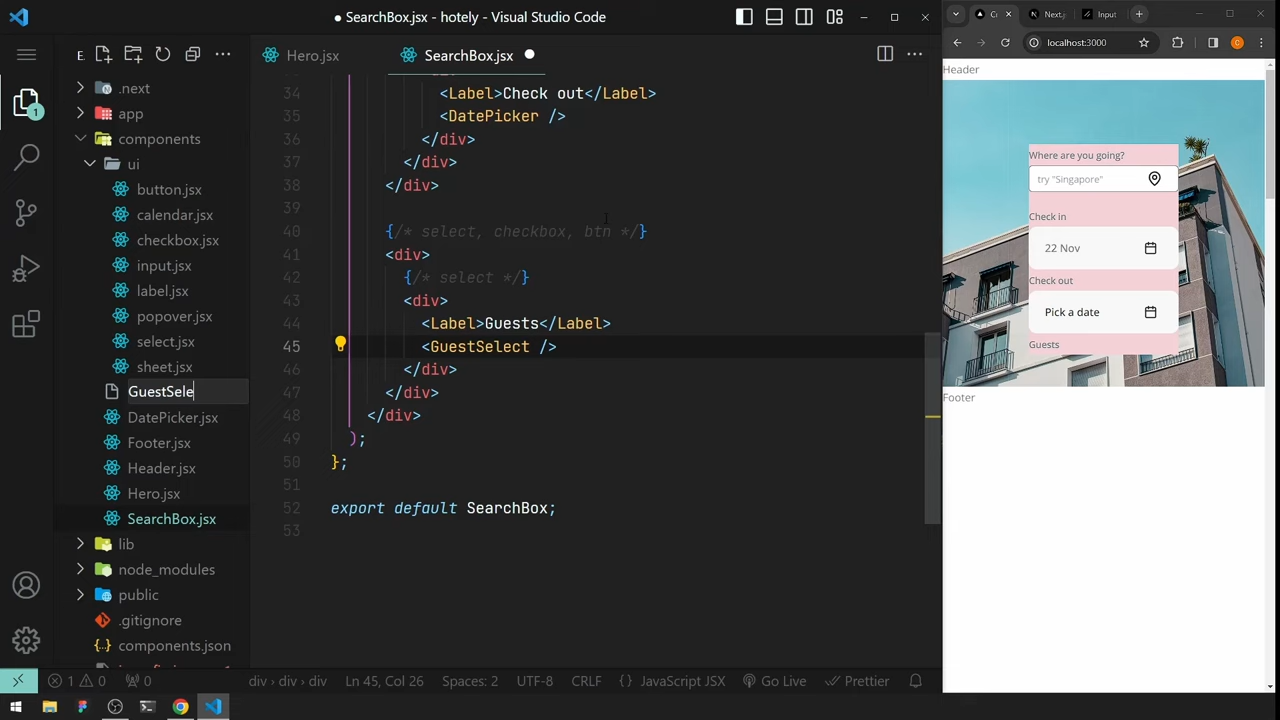 ● SearchBox.jsx - hotely - Visual Studio Code
E
Hero.jsx
SearchBox.jsx
.next
app
components
ui
button.jsx
calendar.jsx
checkbox.jsx
input.jsx
label.jsx
popover.jsx
select.jsx
sheet.jsx
GuestSele
DatePicker.jsx
Footer.jsx
Header.jsx
Hero.jsx
SearchBox.jsx
lib
node_modules
public
.gitignore
components.json
1
34 <Label>Check out</Label>
35 <DatePicker />
36 </div>
37 </div>
38 </div>
39
40 {/* select, checkbox, btn */}
41 <div>
42 {/* select */}
43 <div>
44 <Label>Guests</Label>
45 <GuestSelect />
46 </div>
47 </div>
48 </div>
49 );
50 };
51
52 export default SearchBox;
53
1 0 0 div > div > div Ln 45, Col 26 Spaces: 2 UTF-8 CRLF {} JavaScript JSX Go Live Prettier
Next.j
Input
localhost:3000
C
Header
Where are you going?
try "Singapore"
Check in
22 Nov
Check out
Pick a date
Guests
Footer